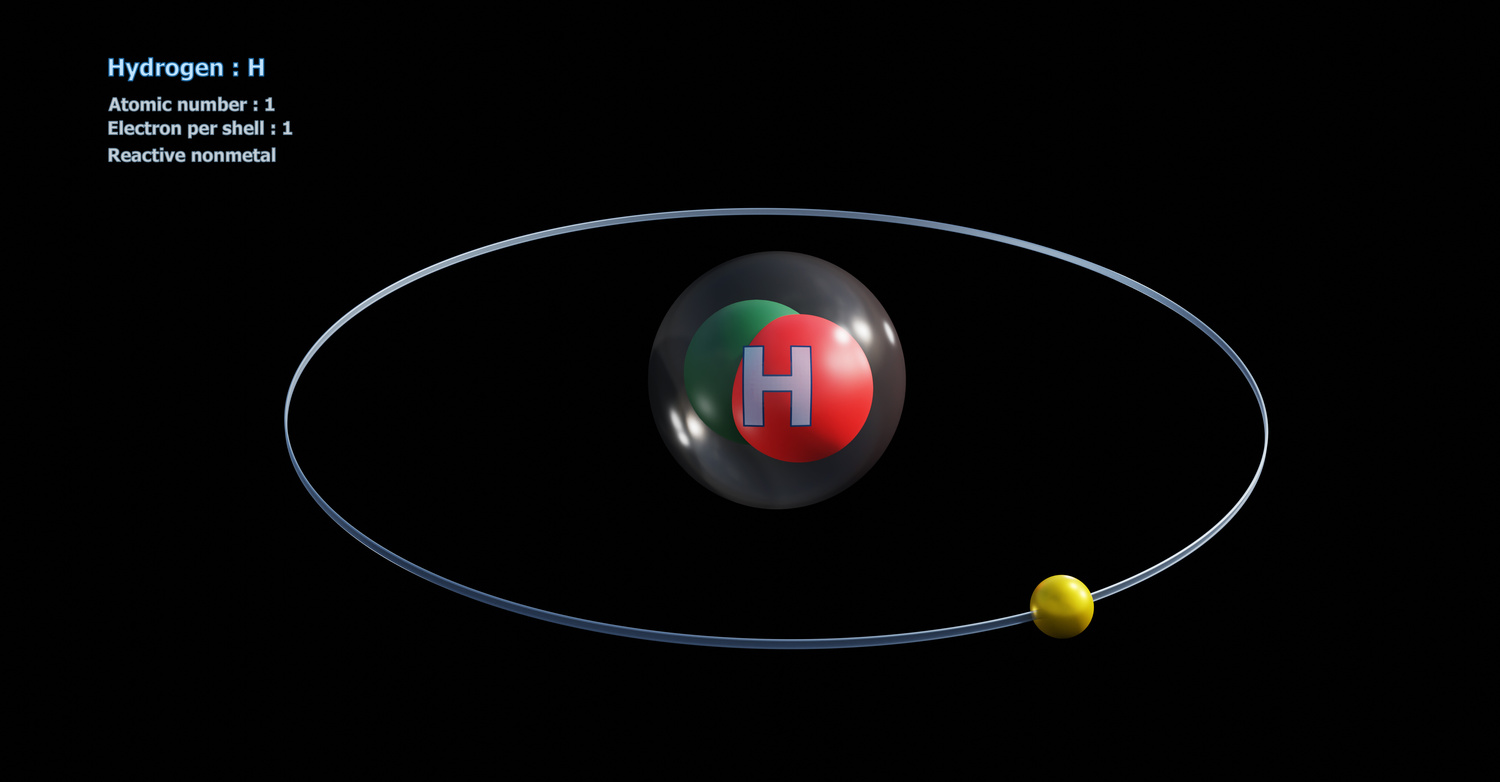 Hydrogen : H
Atomic number : 1
Electron per shell : 1
Reactive nonmetal
H